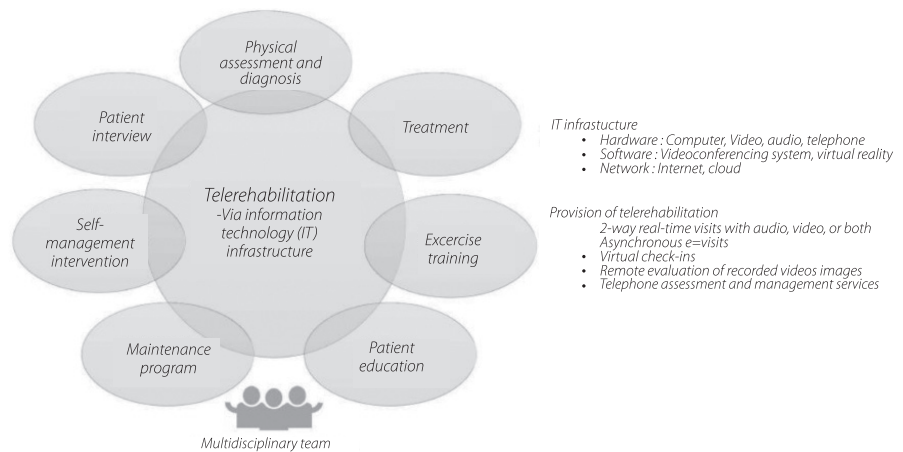 Physical
assessment and
diagnosis
Patient
interview
Treatment
Telerehabilitation
-Via information
technology (IT)
infrastructure
Self-
management
intervention
Excercise
training
Maintenance
program
Patient
education
Multidisciplinary team
IT infrastucture
• Hardware : Computer, Video, audio, telephone
• Software : Videoconferencing system, virtual reality
• Network : Internet, cloud
Provision of telerehabilitation
2-way real-time visits with audio, video, or both
Asynchronous e=visits
• Virtual check-ins
• Remote evaluation of recorded videos images
• Telephone assessment and management services